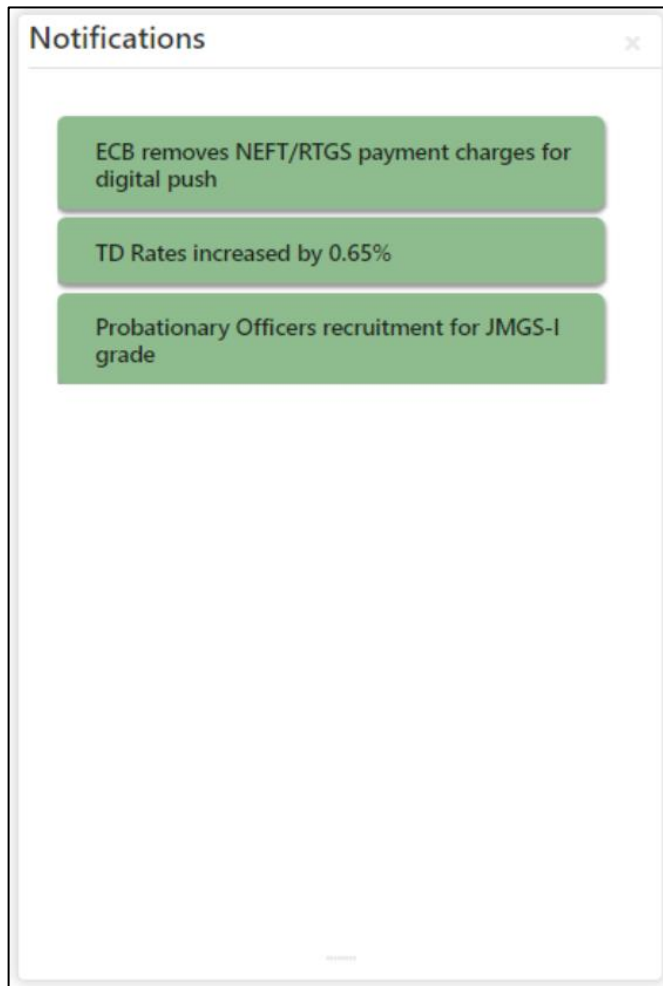 Notifications
ECB removes NEFT/RTGS payment charges for
digital push
TD Rates increased by 0.65%
Probationary Officers recruitment for JMGS-I
grade